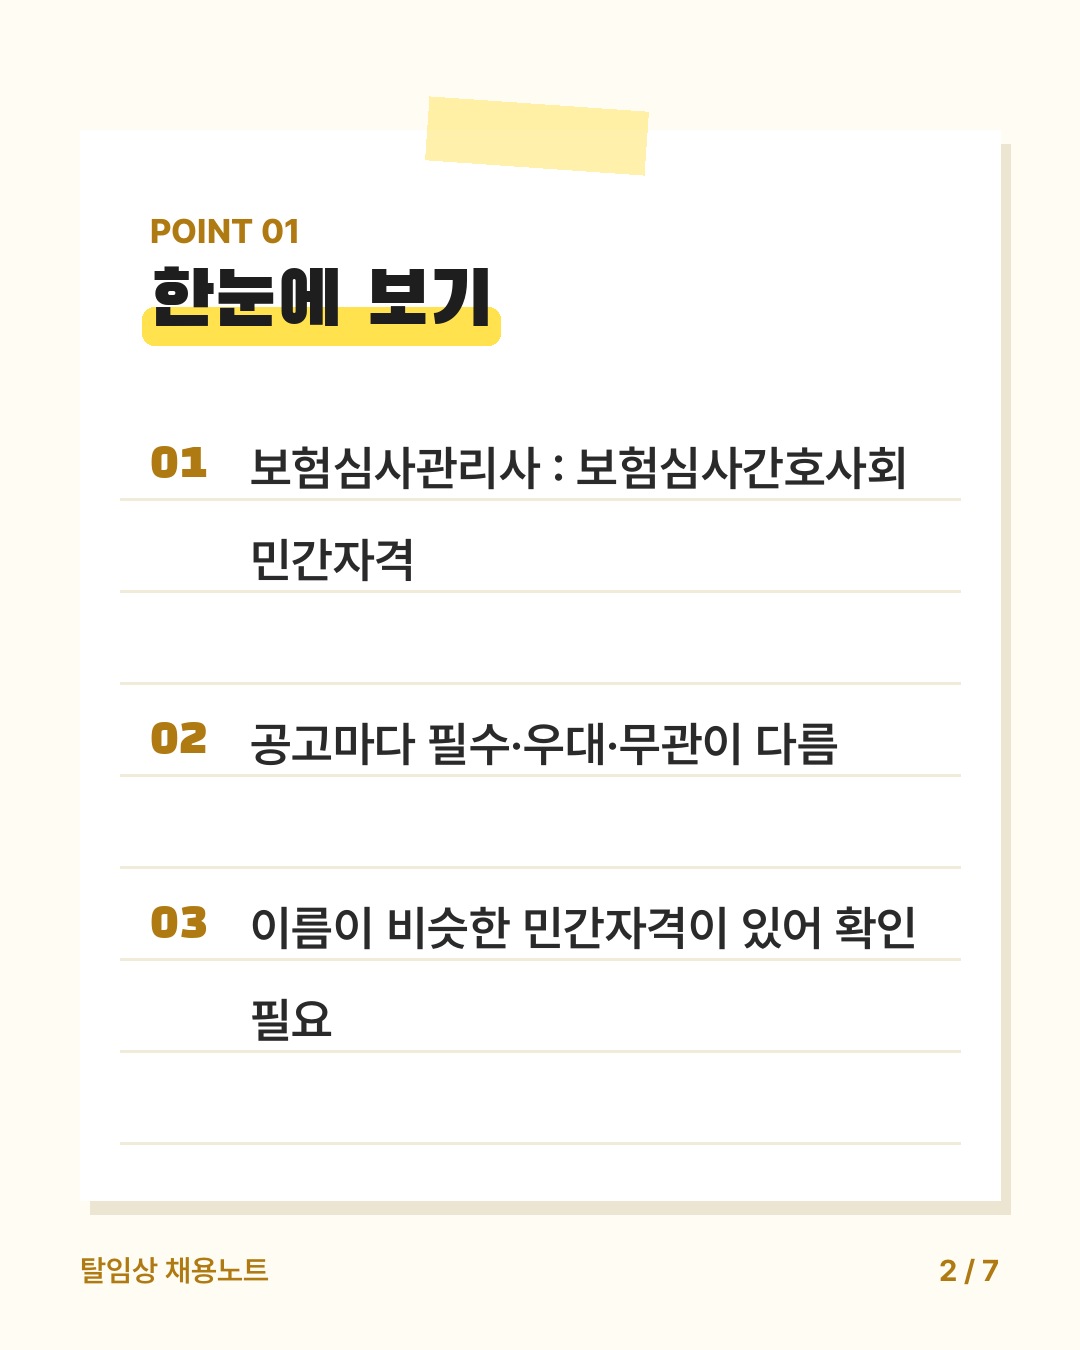 POINT 01
한눈에 보기
01 보험심사관리사 : 보험심사간호사회
민간자격
02 공고마다 필수·우대·무관이 다름
03 이름이 비슷한 민간자격이 있어 확인
필요
탈임상 채용노트
2 / 7